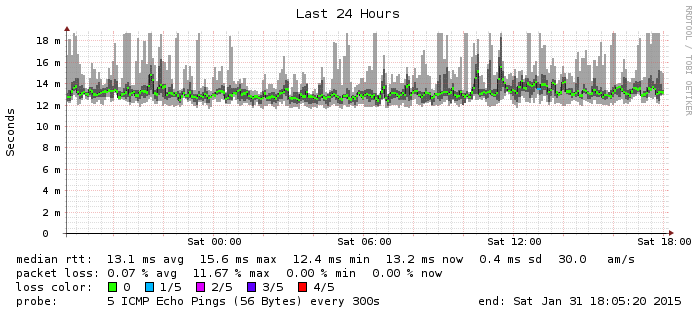 Last 24 Hours
RRDTOOL / TOBI OETIKER
Seconds
18 m
16 m
14 m
12 m
10 m
8 m
6 m
4 m
2 m
0
Sat 00:00 Sat 06:00 Sat 12:00 Sat 18:00
median rtt: 13.1 ms avg 15.6 ms max 12.4 ms min 13.2 ms now 0.4 ms sd 30.0 am/s
packet loss: 0.07 % avg 11.67 % max 0.00 % min 0.00 % now
loss color: 0 1/5 2/5 3/5 4/5
probe: 5 ICMP Echo Pings (56 Bytes) every 300s end: Sat Jan 31 18:05:20 2015